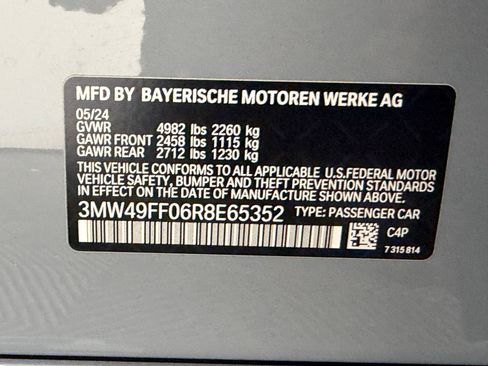 MFD BY BAYERISCHE MOTOREN WERKE AG
05/24
GVWR 4982 lbs 2260 kg
GAWR FRONT 2458 lbs 1115 kg
GAWR REAR 2712 lbs 1230 kg
THIS VEHICLE CONFORMS TO ALL APPLICABLE U.S.FEDERAL MOTOR
VEHICLE SAFETY, BUMPER AND THEFT PREVENTION STANDARDS
IN EFFECT ON THE DATE OF MANUFACTURE SHOWN ABOVE.
3MW49FF06R8E65352 TYPE: PASSENGER CAR
C4P
7 315 814